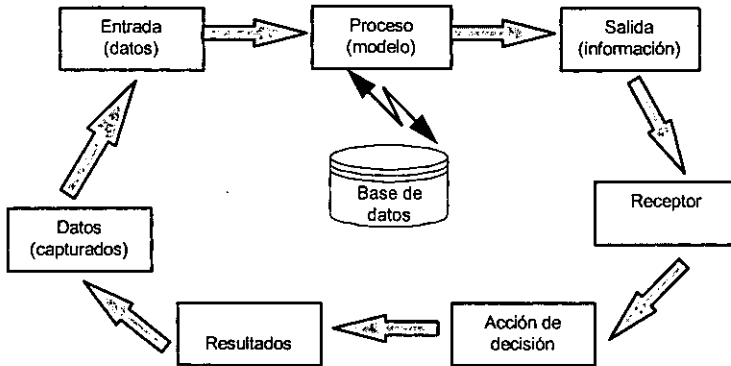 Entrada
(datos)
Proceso
(modelo)
Salida
(información)
Base de
datos
Receptor
Datos
(capturados)
Resultados
Acción de
decisión